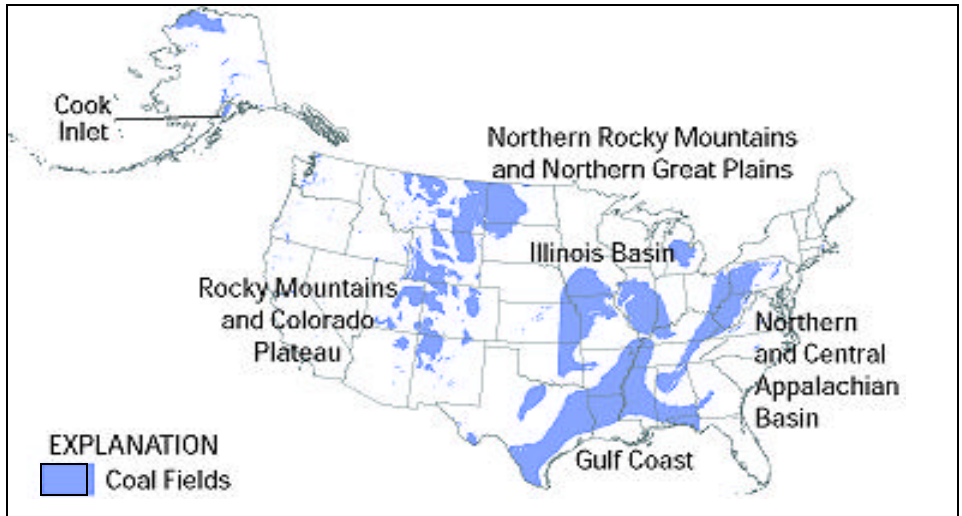 Cook
Inlet
Northern Rocky Mountains
and Northern Great Plains
Illinois Basin
Rocky Mountains
and Colorado
Plateau
Northern
and Central
Appalachian
Basin
Gulf Coast
EXPLANATION
Coal Fields